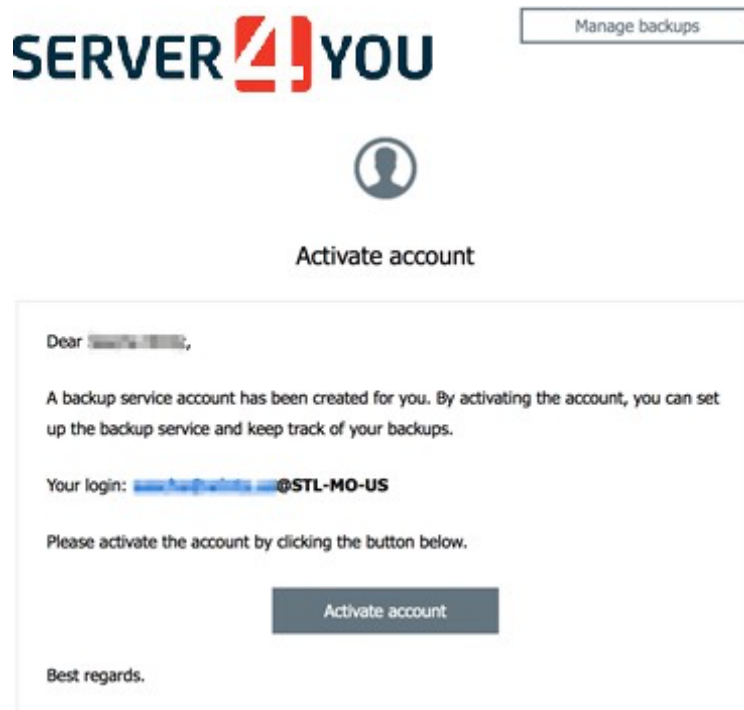 SERVER4YOU
Manage backups
Activate account
Dear ,
A backup service account has been created for you. By activating the account, you can set
up the backup service and keep track of your backups.
Your login: @STL-MO-US
Please activate the account by clicking the button below.
Activate account
Best regards.